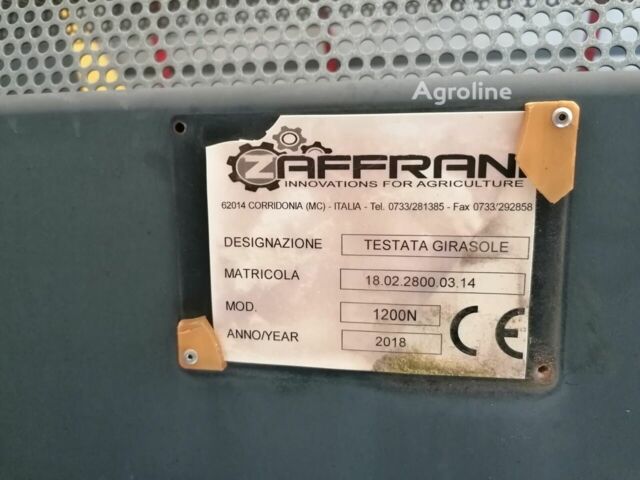 Agroline
ZAFFRANI
INNOVATIONS FOR AGRICULTURE
62014 CORRIDONIA (MC) - ITALIA - Tel. 0733/281385 - Fax 0733/292858
DESIGNAZIONE TESTATA GIRASOLE
MATRICOLA 18.02.2800.03.14
MOD. 1200N
ANNO/YEAR 2018 CE